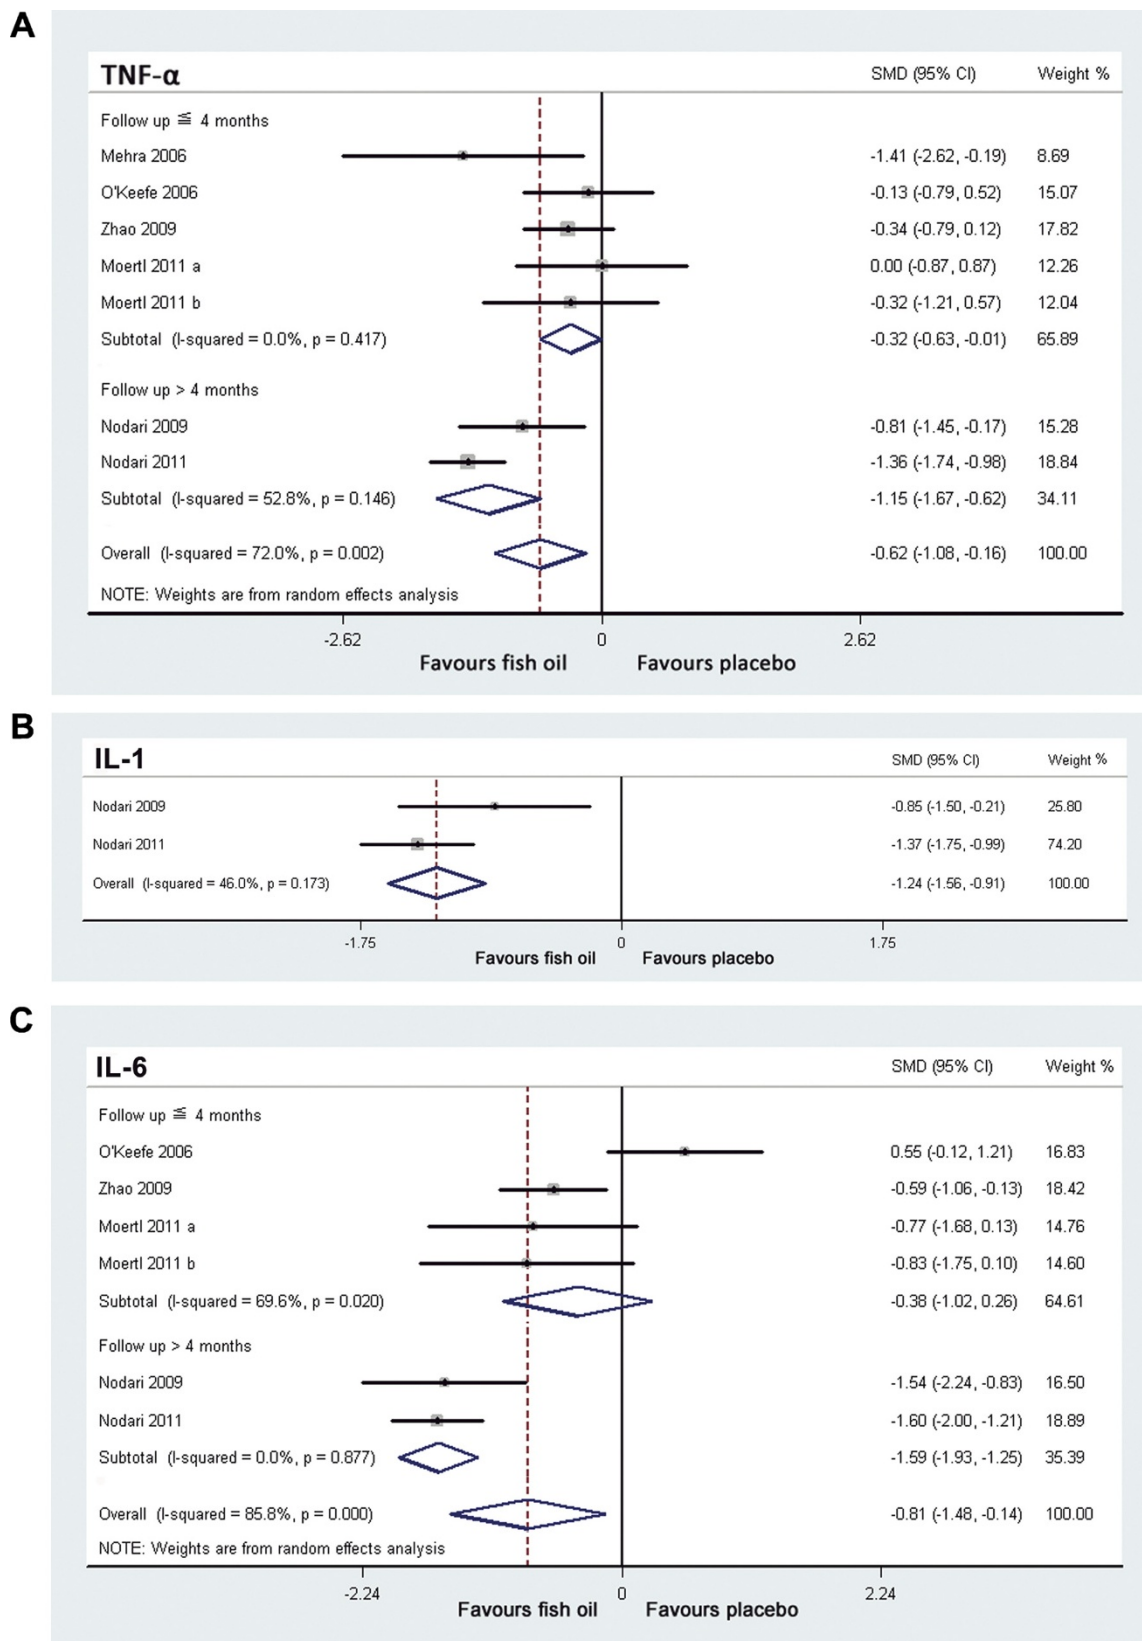 A
TNF-α SMD (95% CI) Weight %
Follow up ≦ 4 months
Mehra 2006 -1.41 (-2.62, -0.19) 8.69
O'Keefe 2006 -0.13 (-0.79, 0.52) 15.07
Zhao 2009 -0.34 (-0.79, 0.12) 17.82
Moertl 2011 a 0.00 (-0.87, 0.87) 12.26
Moertl 2011 b -0.32 (-1.21, 0.57) 12.04
Subtotal (I-squared = 0.0%, p = 0.417) -0.32 (-0.63, -0.01) 65.89
Follow up > 4 months
Nodari 2009 -0.81 (-1.45, -0.17) 15.28
Nodari 2011 -1.36 (-1.74, -0.98) 18.84
Subtotal (I-squared = 52.8%, p = 0.146) -1.15 (-1.67, -0.62) 34.11
Overall (I-squared = 72.0%, p = 0.002) -0.62 (-1.08, -0.16) 100.00
NOTE: Weights are from random effects analysis
-2.62 0 2.62
Favours fish oil Favours placebo
B
IL-1 SMD (95% CI) Weight %
Nodari 2009 -0.85 (-1.50, -0.21) 25.80
Nodari 2011 -1.37 (-1.75, -0.99) 74.20
Overall (I-squared = 46.0%, p = 0.173) -1.24 (-1.56, -0.91) 100.00
-1.75 0 1.75
Favours fish oil Favours placebo
C
IL-6 SMD (95% CI) Weight %
Follow up ≦ 4 months
O'Keefe 2006 0.55 (-0.12, 1.21) 16.83
Zhao 2009 -0.59 (-1.06, -0.13) 18.42
Moertl 2011 a -0.77 (-1.68, 0.13) 14.76
Moertl 2011 b -0.83 (-1.75, 0.10) 14.60
Subtotal (I-squared = 69.6%, p = 0.020) -0.38 (-1.02, 0.26) 64.61
Follow up > 4 months
Nodari 2009 -1.54 (-2.24, -0.83) 16.50
Nodari 2011 -1.60 (-2.00, -1.21) 18.89
Subtotal (I-squared = 0.0%, p = 0.877) -1.59 (-1.93, -1.25) 35.39
Overall (I-squared = 85.8%, p = 0.000) -0.81 (-1.48, -0.14) 100.00
NOTE: Weights are from random effects analysis
-2.24 0 2.24
Favours fish oil Favours placebo